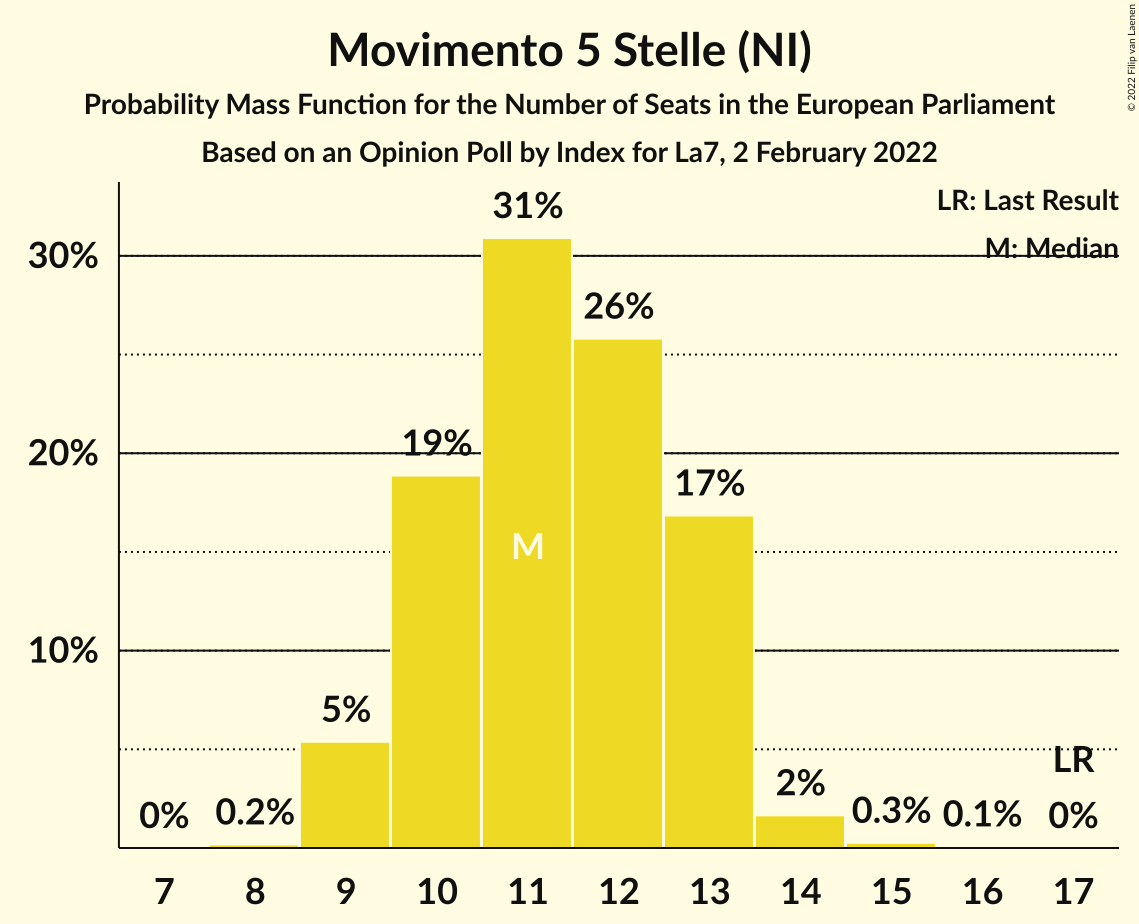 Movimento 5 Stelle (NI)
Probability Mass Function for the Number of Seats in the European Parliament
Based on an Opinion Poll by Index for La7, 2 February 2022
© 2022 Filip van Laenen
LR: Last Result
M: Median
30%
20%
10%
0%
0.2%
5%
19%
31%
26%
17%
2%
0.3%
0.1%
0%
M
LR
7 8 9 10 11 12 13 14 15 16 17